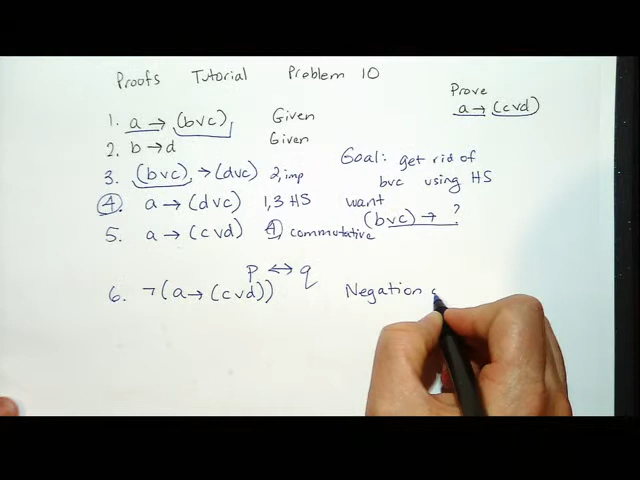 Proofs Tutorial Problem 10
Prove
a → (c∨d)
1. a → (b∨c) Given
2. b → d Given
3. (b∨c) → (d∨c) 2, imp
4. a → (d∨c) 1,3 HS
5. a → (c∨d) 4 commutative
Goal: get rid of
b∨c using HS
want
(b∨c) → ?
p ↔ q
6. ¬(a → (c∨d)) Negation